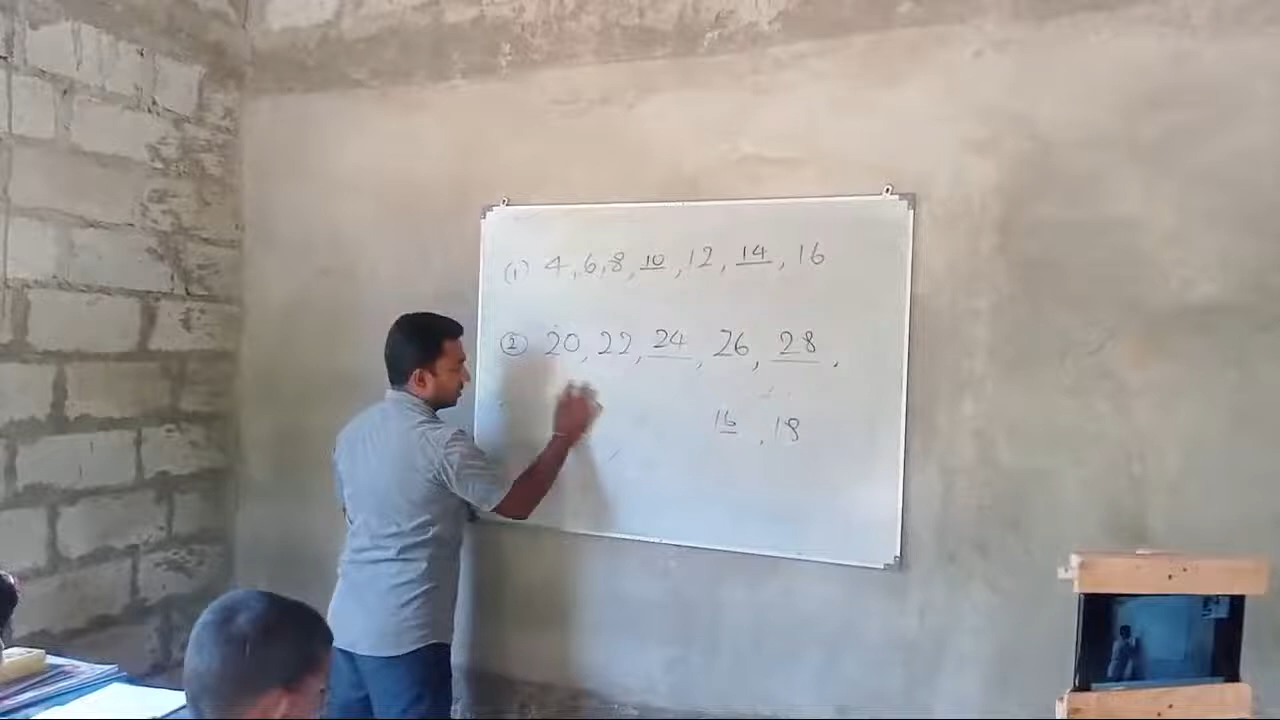 (1) 4, 6, 8, 10, 12, 14, 16
② 20, 22, 24, 26, 28,
16, 18